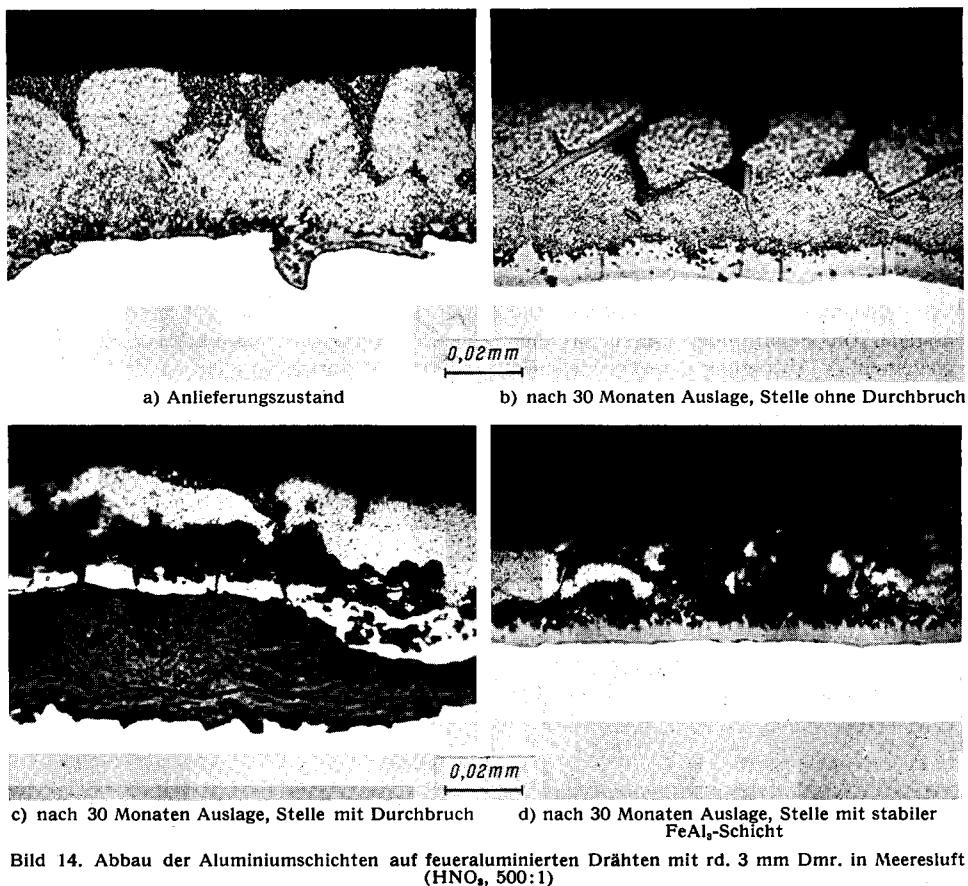 0,02mm
a) Anlieferungszustand
b) nach 30 Monaten Auslage, Stelle ohne Durchbruch
0,02mm
c) nach 30 Monaten Auslage, Stelle mit Durchbruch
d) nach 30 Monaten Auslage, Stelle mit stabiler
FeAl₃-Schicht
Bild 14. Abbau der Aluminiumschichten auf feueraluminierten Drähten mit rd. 3 mm Dmr. in Meeresluft
(HNO₃, 500:1)